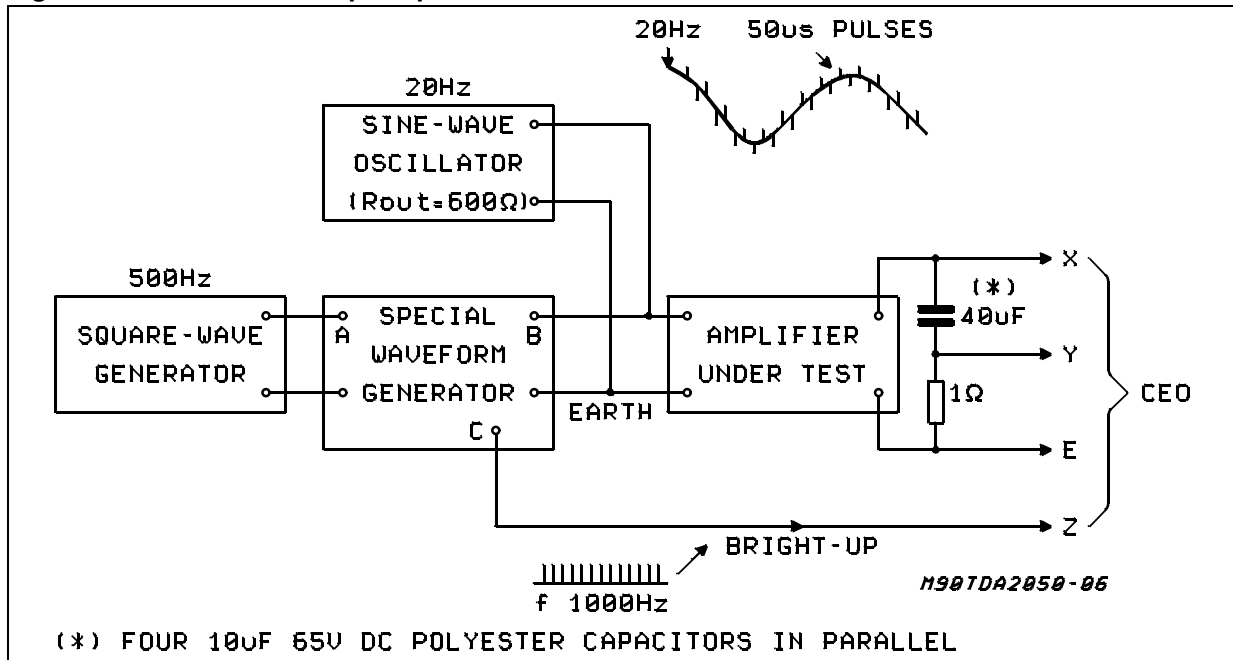 20Hz 50us PULSES
20Hz
SINE-WAVE
OSCILLATOR
(Rout=600Ω)
500Hz
SQUARE-WAVE
GENERATOR
A
SPECIAL
WAVEFORM
GENERATOR
B
C
EARTH
AMPLIFIER
UNDER TEST
(*)
40uF
1Ω
X
Y
E
Z
CEO
BRIGHT-UP
f 1000Hz
M90TDA2050-06
(*) FOUR 10uF 65V DC POLYESTER CAPACITORS IN PARALLEL